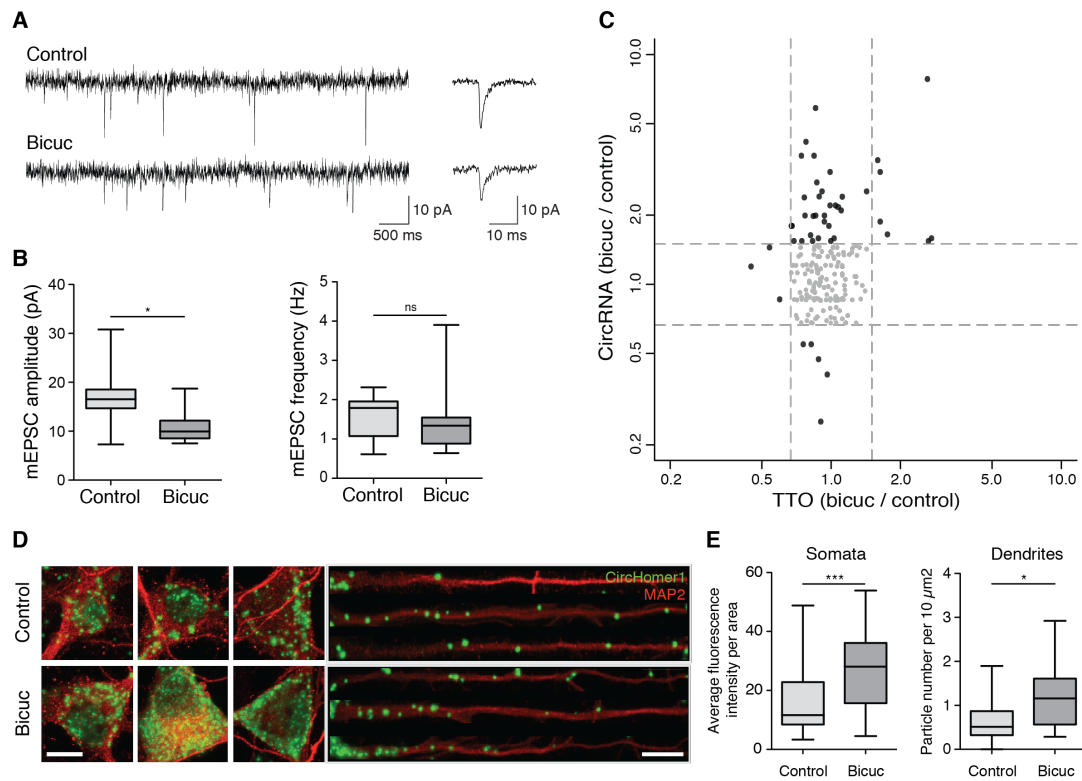 A
Control
Bicuc
10 pA
500 ms
10 pA
10 ms
B
mEPSC amplitude (pA)
40
30
20
10
0
*
Control
Bicuc
mEPSC frequency (Hz)
5
4
3
2
1
0
ns
Control
Bicuc
C
CircRNA (bicuc / control)
10.0
5.0
2.0
1.0
0.5
0.2
0.2
0.5
1.0
2.0
5.0
10.0
TTO (bicuc / control)
D
Control
Bicuc
CircHomer1
MAP2
E
Somata
Average fluorescence
intensity per area
60
40
20
0
***
Control
Bicuc
Dendrites
Particle number per 10 µm2
4
3
2
1
0
*
Control
Bicuc